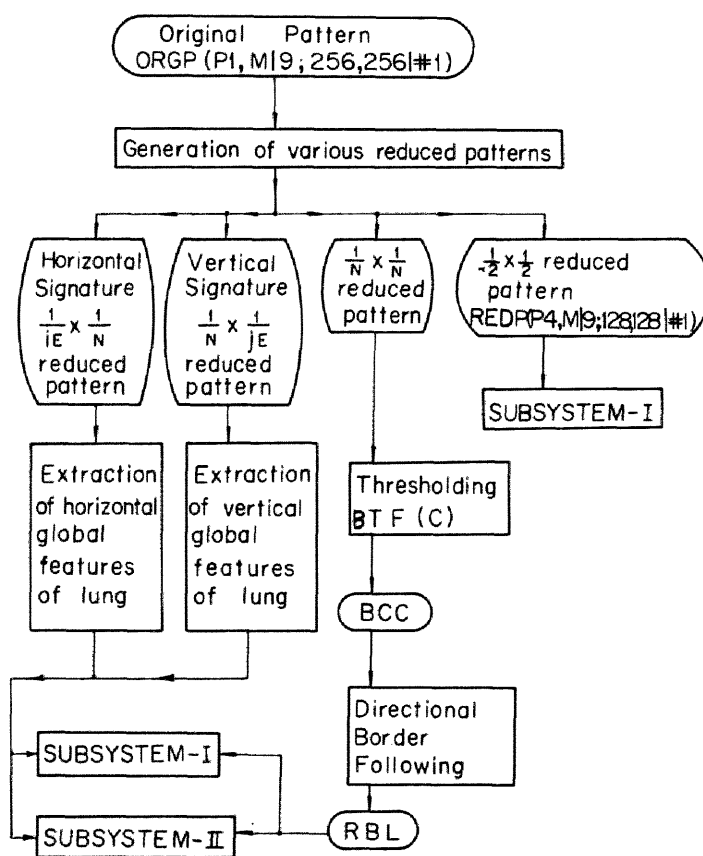 Original Pattern
ORGP (P1, M|9; 256,256|#1)
Generation of various reduced patterns
Horizontal
Signature
1/iE x 1/N
reduced
pattern
Vertical
Signature
1/N x 1/jE
reduced
pattern
1/N x 1/N
reduced
pattern
1/2 x 1/2 reduced
pattern
REDP(P4,M|9;128,128|#1)
SUBSYSTEM-I
Extraction
of horizontal
global
features
of lung
Extraction
of vertical
global
features
of lung
Thresholding
BTF (C)
BCC
Directional
Border
Following
RBL
SUBSYSTEM-I
SUBSYSTEM-II